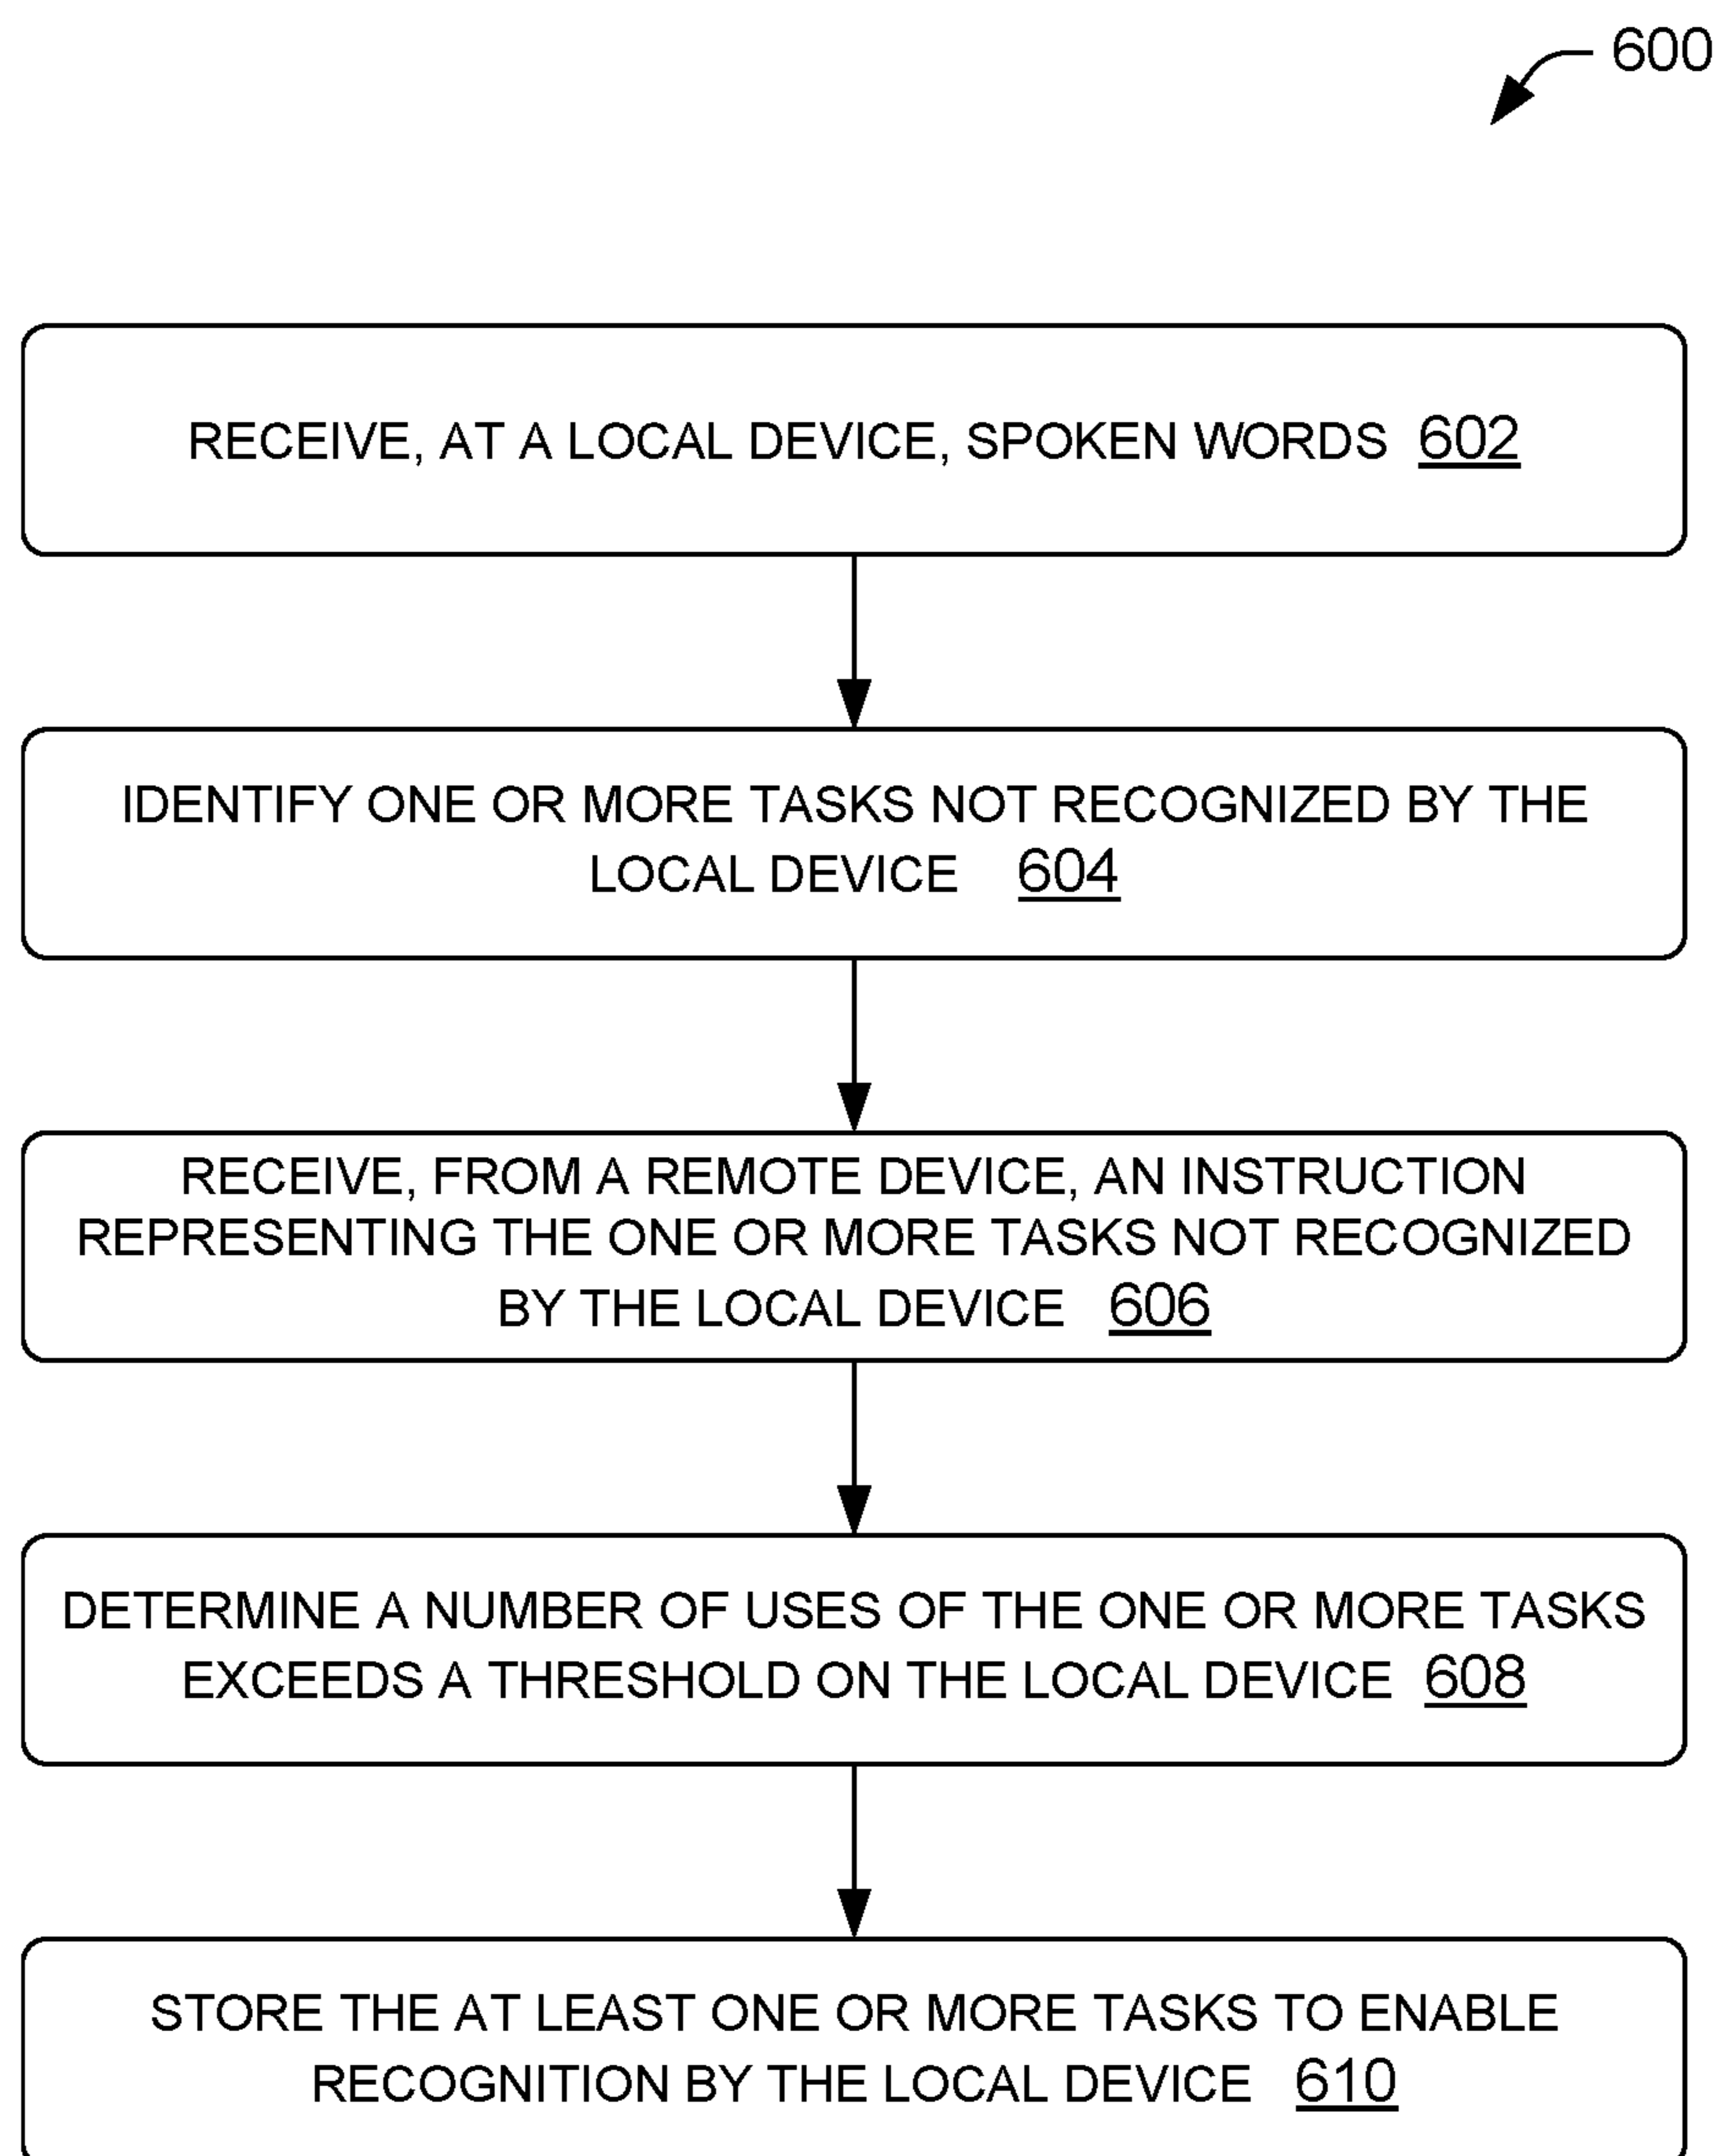 600
RECEIVE, AT A LOCAL DEVICE, SPOKEN WORDS 602
IDENTIFY ONE OR MORE TASKS NOT RECOGNIZED BY THE
LOCAL DEVICE 604
RECEIVE, FROM A REMOTE DEVICE, AN INSTRUCTION
REPRESENTING THE ONE OR MORE TASKS NOT RECOGNIZED
BY THE LOCAL DEVICE 606
DETERMINE A NUMBER OF USES OF THE ONE OR MORE TASKS
EXCEEDS A THRESHOLD ON THE LOCAL DEVICE 608
STORE THE AT LEAST ONE OR MORE TASKS TO ENABLE
RECOGNITION BY THE LOCAL DEVICE 610